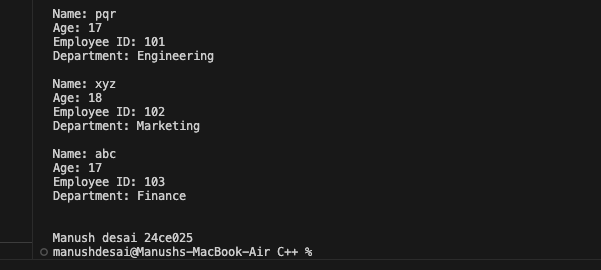 Name: pqr
Age: 17
Employee ID: 101
Department: Engineering
Name: xyz
Age: 18
Employee ID: 102
Department: Marketing
Name: abc
Age: 17
Employee ID: 103
Department: Finance
Manush desai 24ce025
manushdesai@Manushs-MacBook-Air C++ %